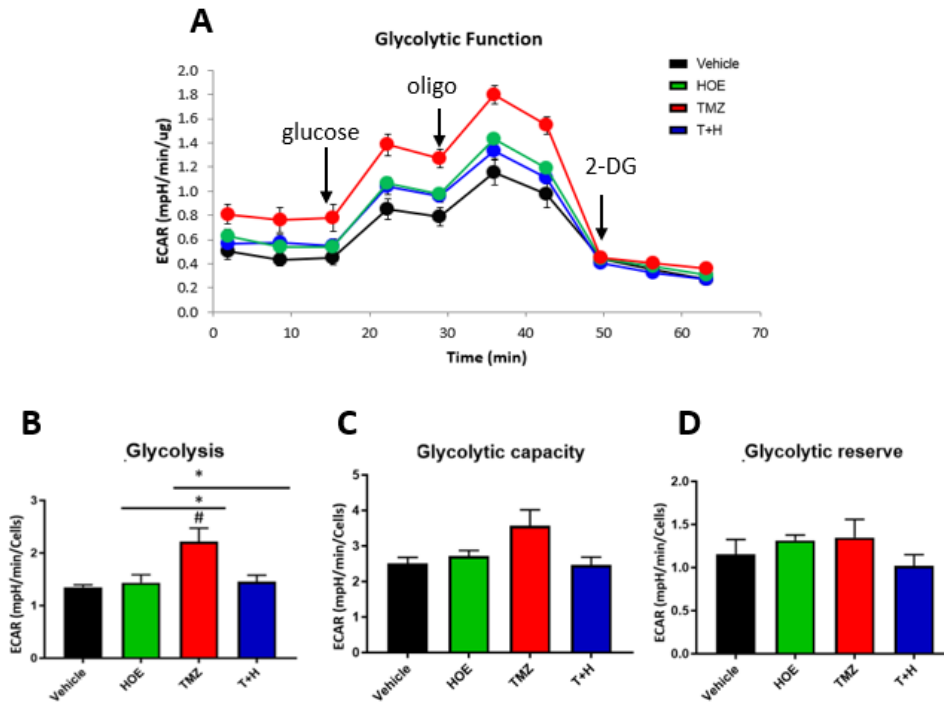 A
Glycolytic Function
2.0
1.8
1.6
1.4
1.2
1.0
0.8
0.6
0.4
0.2
0.0
ECAR (mpH/min/ug)
glucose
oligo
2-DG
Vehicle
HOE
TMZ
T+H
0 10 20 30 40 50 60 70
Time (min)
B
Glycolysis
*
*
#
3
2
1
0
ECAR (mpH/min/Cells)
Vehicle HOE TMZ T+H
C
Glycolytic capacity
5
4
3
2
1
0
ECAR (mpH/min/Cells)
Vehicle HOE TMZ T+H
D
Glycolytic reserve
2.0
1.5
1.0
0.5
0.0
ECAR (mpH/min/Cells)
Vehicle HOE TMZ T+H